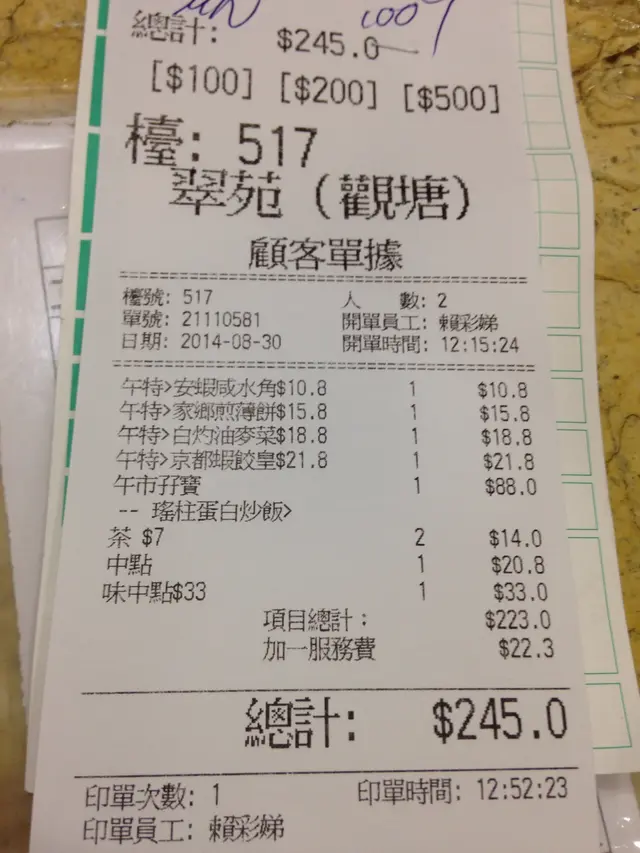 總計: $245.0
[$100] [$200] [$500]
檯: 517
翠苑 (觀塘)
顧客單據
檯號: 517 人 數: 2
單號: 21110581 開單員工: 賴彩娣
日期: 2014-08-30 開單時間: 12:15:24
午特>安蝦咸水角$10.8 1 $10.8
午特>家鄉煎薄餅$15.8 1 $15.8
午特>白灼油麥菜$18.8 1 $18.8
午特>京都蝦餃皇$21.8 1 $21.8
午市孖寶 1 $88.0
-- 瑤柱蛋白炒飯>
茶 $7 2 $14.0
中點 1 $20.8
味中點$33 1 $33.0
項目總計: $223.0
加一服務費 $22.3
總計: $245.0
印單次數: 1 印單時間: 12:52:23
印單員工: 賴彩娣